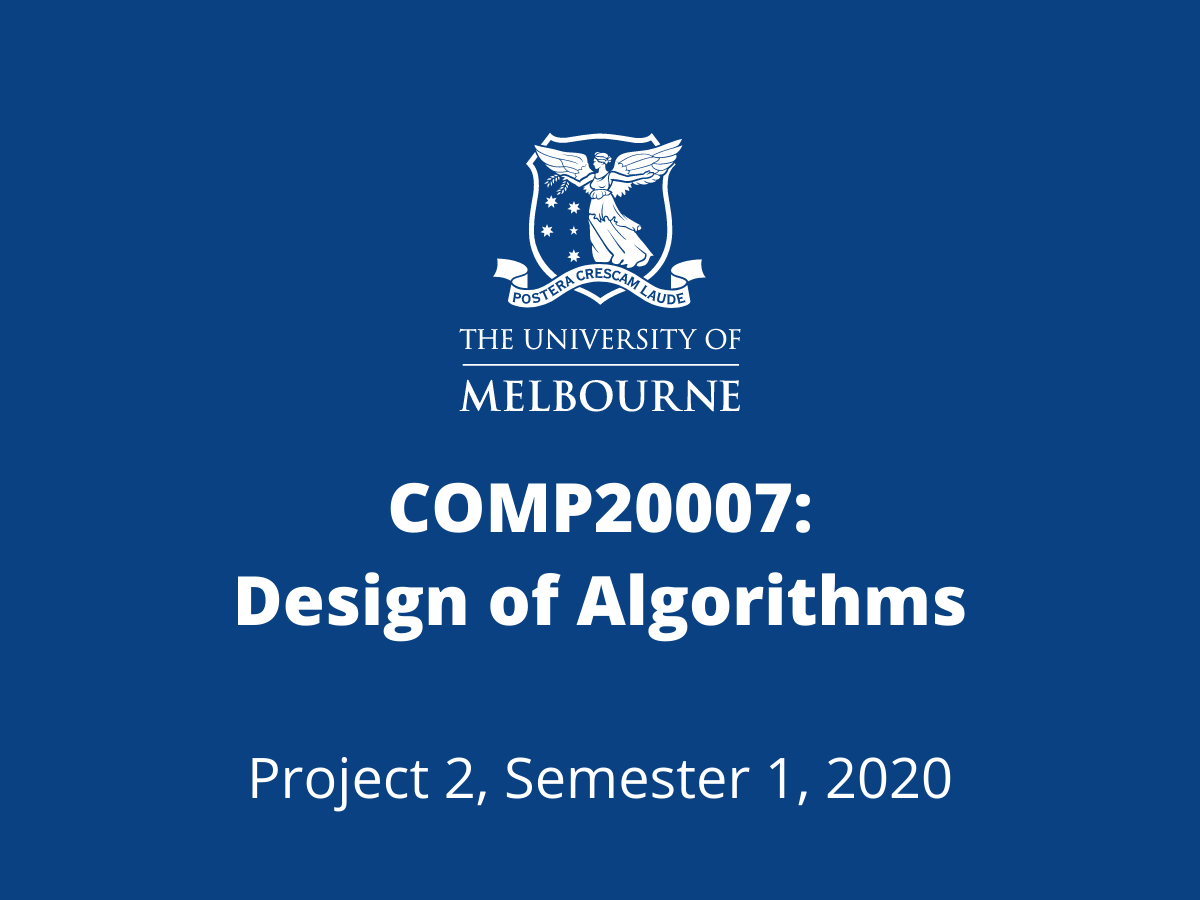 POSTERA CRESCAM LAUDE
THE UNIVERSITY OF
MELBOURNE
COMP20007:
Design of Algorithms
Project 2, Semester 1, 2020